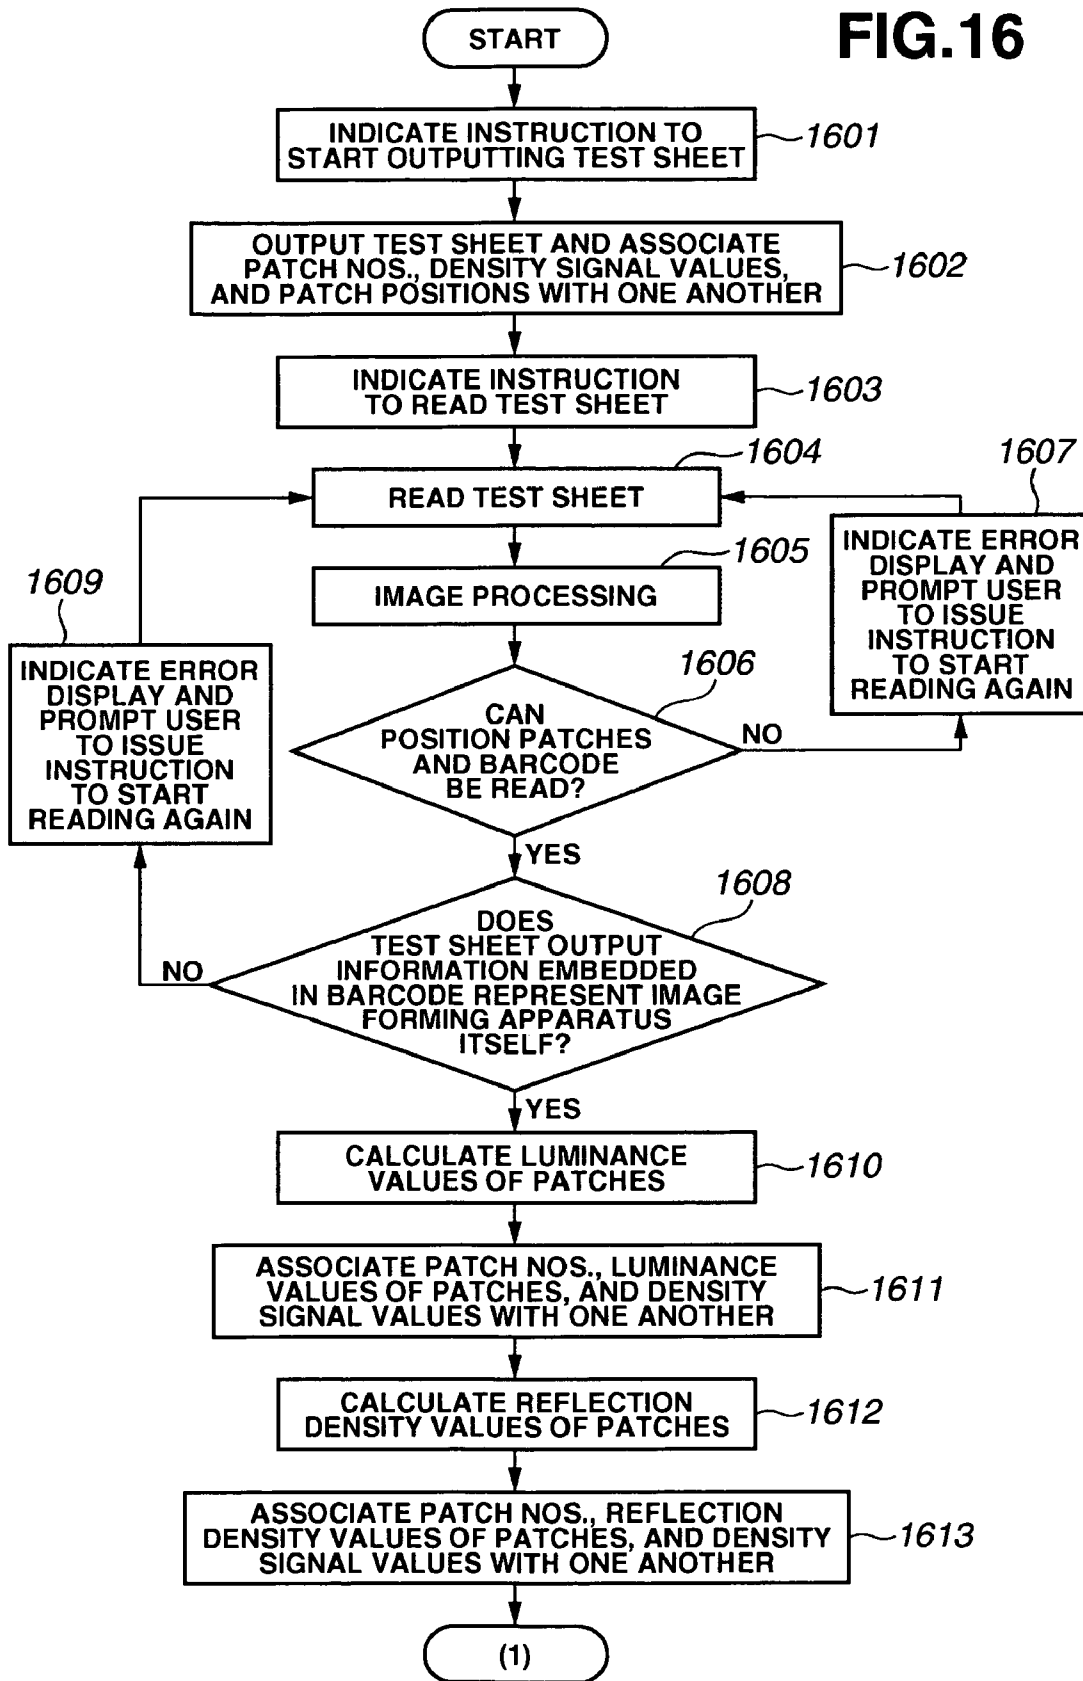 FIG.16
START
INDICATE INSTRUCTION TO
START OUTPUTTING TEST SHEET
1601
OUTPUT TEST SHEET AND ASSOCIATE
PATCH NOS., DENSITY SIGNAL VALUES,
AND PATCH POSITIONS WITH ONE ANOTHER
1602
INDICATE INSTRUCTION
TO READ TEST SHEET
1603
1604
READ TEST SHEET
1607
INDICATE ERROR
DISPLAY AND
PROMPT USER
TO ISSUE
INSTRUCTION
TO START
READING AGAIN
1605
IMAGE PROCESSING
1609
INDICATE ERROR
DISPLAY AND
PROMPT USER
TO ISSUE
INSTRUCTION
TO START
READING AGAIN
1606
CAN
POSITION PATCHES
AND BARCODE
BE READ?
NO
YES
1608
DOES
TEST SHEET OUTPUT
INFORMATION EMBEDDED
IN BARCODE REPRESENT IMAGE
FORMING APPARATUS
ITSELF?
NO
YES
CALCULATE LUMINANCE
VALUES OF PATCHES
1610
ASSOCIATE PATCH NOS., LUMINANCE
VALUES OF PATCHES, AND DENSITY
SIGNAL VALUES WITH ONE ANOTHER
1611
CALCULATE REFLECTION
DENSITY VALUES OF PATCHES
1612
ASSOCIATE PATCH NOS., REFLECTION
DENSITY VALUES OF PATCHES, AND DENSITY
SIGNAL VALUES WITH ONE ANOTHER
1613
(1)